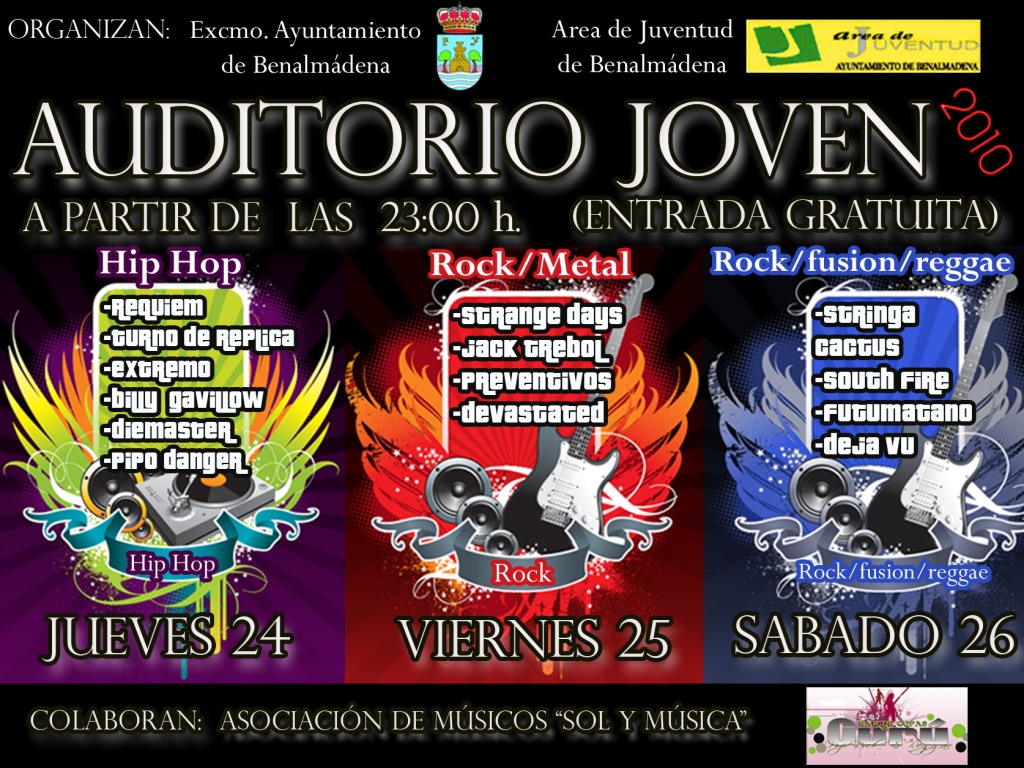 ORGANIZAN: Excmo. Ayuntamiento
de Benalmádena
Area de Juventud
de Benalmádena
Area de
JUVENTUD
AYUNTAMIENTO DE BENALMADENA
AUDITORIO JOVEN 2010
A PARTIR DE LAS 23:00 h. (ENTRADA GRATUITA)
Hip Hop
-Requiem
-turno de Replica
-extremo
-billy gavillow
-diemaster
-pipo danger
Hip Hop
JUEVES 24
Rock/Metal
-strange days
-jack trebol
-preventivos
-devastated
Rock
VIERNES 25
Rock/fusion/reggae
-stringa
cactus
-south fire
-futumatano
-deja vu
Rock/fusion/reggae
SABADO 26
COLABORAN: ASOCIACIÓN DE MÚSICOS "SOL Y MÚSICA"
COPAS
Gurú